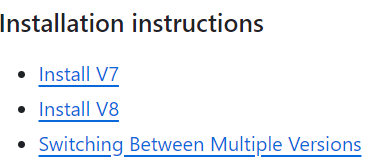 Installation instructions
Install V7
Install V8
Switching Between Multiple Versions